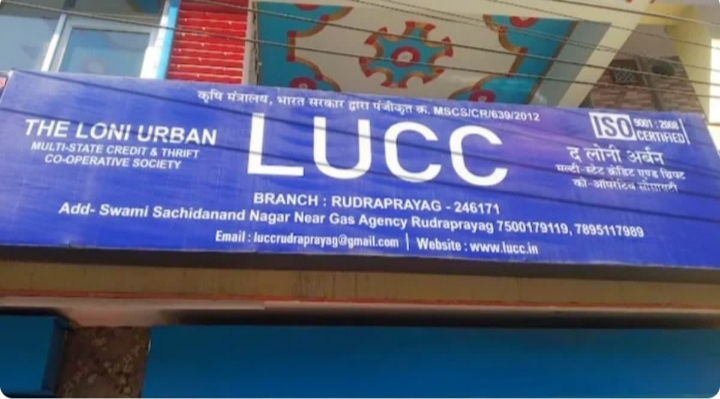 कृषि मंत्रालय, भारत सरकार द्वारा पंजीकृत क्र. MSCS/CR/639/2012
THE LONI URBAN
MULTI-STATE CREDIT & THRIFT
CO-OPERATIVE SOCIETY
LUCC
ISO 9001:2008
CERTIFIED
द लोनी अर्बन
मल्टी-स्टेट क्रेडिट एण्ड थ्रिफ्ट
को-ऑपरेटिव सोसाएटी
BRANCH : RUDRAPRAYAG - 246171
Add- Swami Sachidanand Nagar Near Gas Agency Rudraprayag 7500179119, 7895117989
Email : luccrudraprayag@gmail.com | Website : www.lucc.in